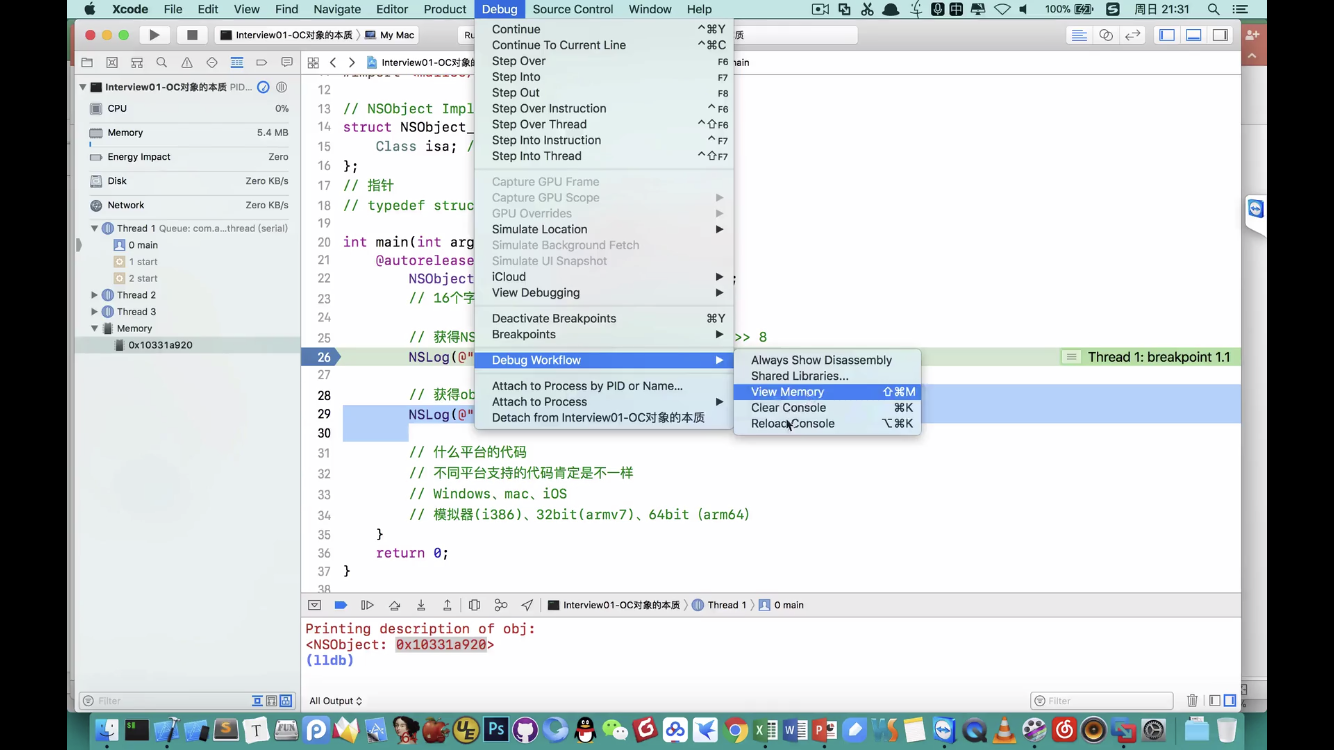 Xcode File Edit View Find Navigate Editor Product Debug Source Control Window Help 100% 周日 21:31
Interview01-OC对象的本质 〉 My Mac
Interview01-OC对象的本质 PID...
CPU 0%
Memory 5.4 MB
Energy Impact Zero
Disk Zero KB/s
Network Zero KB/s
Thread 1 Queue: com.a...thread (serial)
0 main
1 start
2 start
Thread 2
Thread 3
Memory
0x10331a920
Filter
12
13 // NSObject Impl
14 struct NSObject_
15 Class isa; //
16 };
17 // 指针
18 // typedef struc
19
20 int main(int arg
21 @autorelease
22 NSObject ;
23 // 16个字
24
25 // 获得NS >> 8
26 NSLog(@" Thread 1: breakpoint 1.1
27
28 // 获得ob
29 NSLog(@"
30
31 // 什么平台的代码
32 // 不同平台支持的代码肯定是不一样
33 // Windows、mac、iOS
34 // 模拟器(i386)、32bit(armv7)、64bit（arm64）
35 }
36 return 0;
37 }
38
Continue ^⌘Y
Continue To Current Line ^⌘C
Step Over F6
Step Into F7
Step Out F8
Step Over Instruction ^F6
Step Over Thread ^⇧F6
Step Into Instruction ^F7
Step Into Thread ^⇧F7
Capture GPU Frame
Capture GPU Scope
GPU Overrides
Simulate Location
Simulate Background Fetch
Simulate UI Snapshot
iCloud
View Debugging
Deactivate Breakpoints ⌘Y
Breakpoints
Debug Workflow
Attach to Process by PID or Name...
Attach to Process
Detach from Interview01-OC对象的本质
Always Show Disassembly
Shared Libraries...
View Memory ⇧⌘M
Clear Console ⌘K
Reload Console ⌥⌘K
Interview01-OC对象的本质 〉 Thread 1 〉 0 main
Printing description of obj:
<NSObject: 0x10331a920>
(lldb)
All Output
Filter